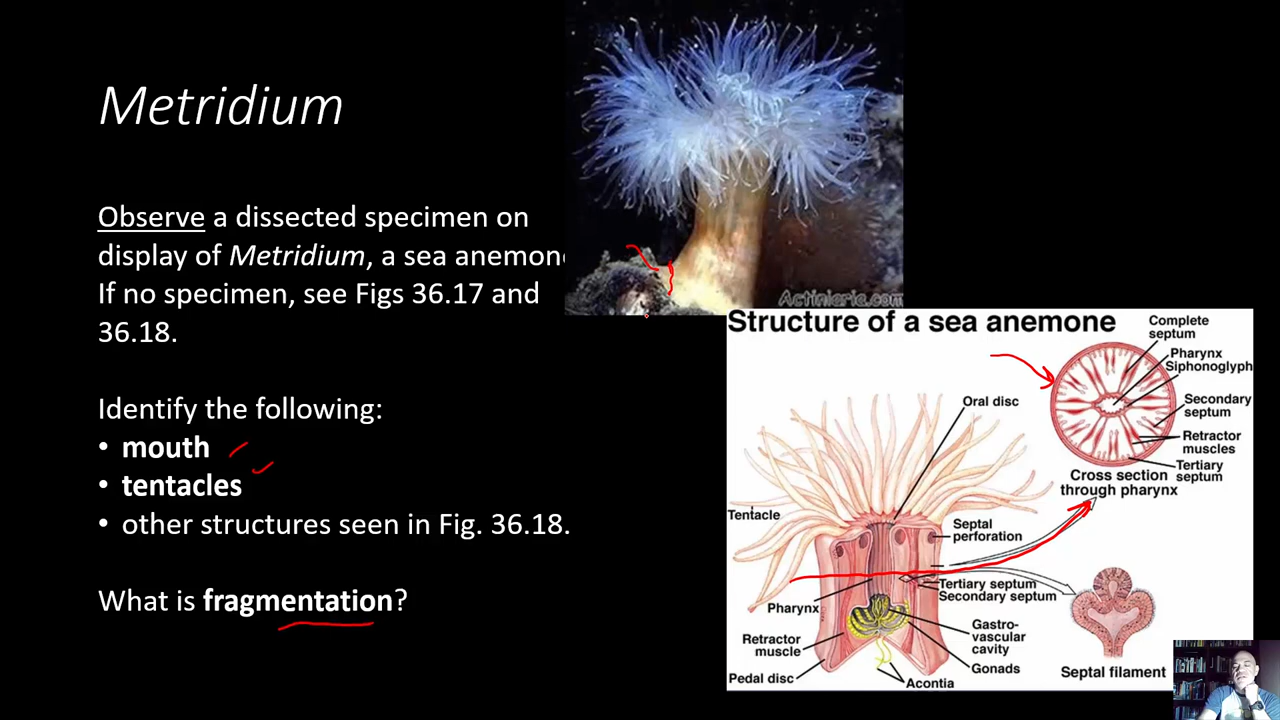 Metridium
Observe a dissected specimen on
display of Metridium, a sea anemone
If no specimen, see Figs 36.17 and
36.18.
Identify the following:
• mouth
• tentacles
• other structures seen in Fig. 36.18.
What is fragmentation?
Actiniaria.com
Structure of a sea anemone
Complete
septum
Pharynx
Siphonoglyph
Secondary
septum
Retractor
muscles
Tertiary
septum
Cross section
through pharynx
Oral disc
Tentacle
Septal
perforation
Tertiary septum
Secondary septum
Pharynx
Gastro-
vascular
cavity
Retractor
muscle
Gonads
Pedal disc
Acontia
Septal filament